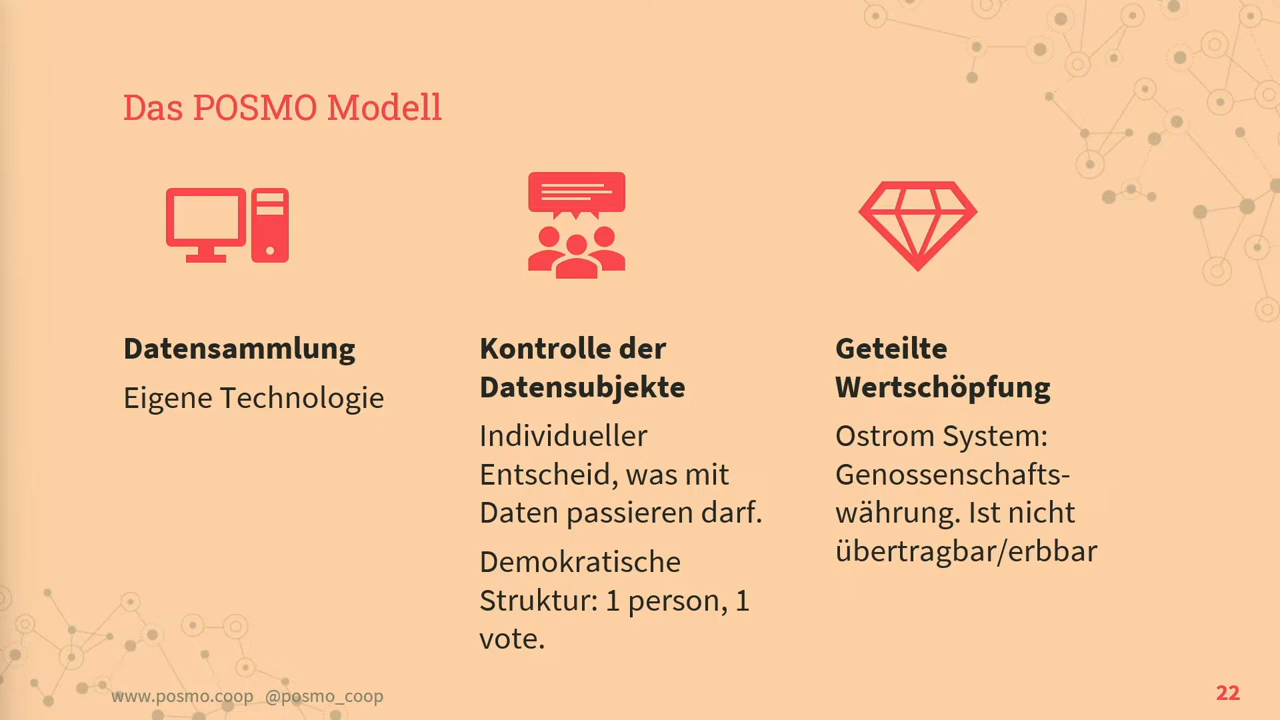 Das POSMO Modell
Datensammlung
Eigene Technologie
Kontrolle der
Datensubjekte
Individueller
Entscheid, was mit
Daten passieren darf.
Demokratische
Struktur: 1 person, 1
vote.
Geteilte
Wertschöpfung
Ostrom System:
Genossenschafts-
währung. Ist nicht
übertragbar/erbbar
www.posmo.coop @posmo_coop
22